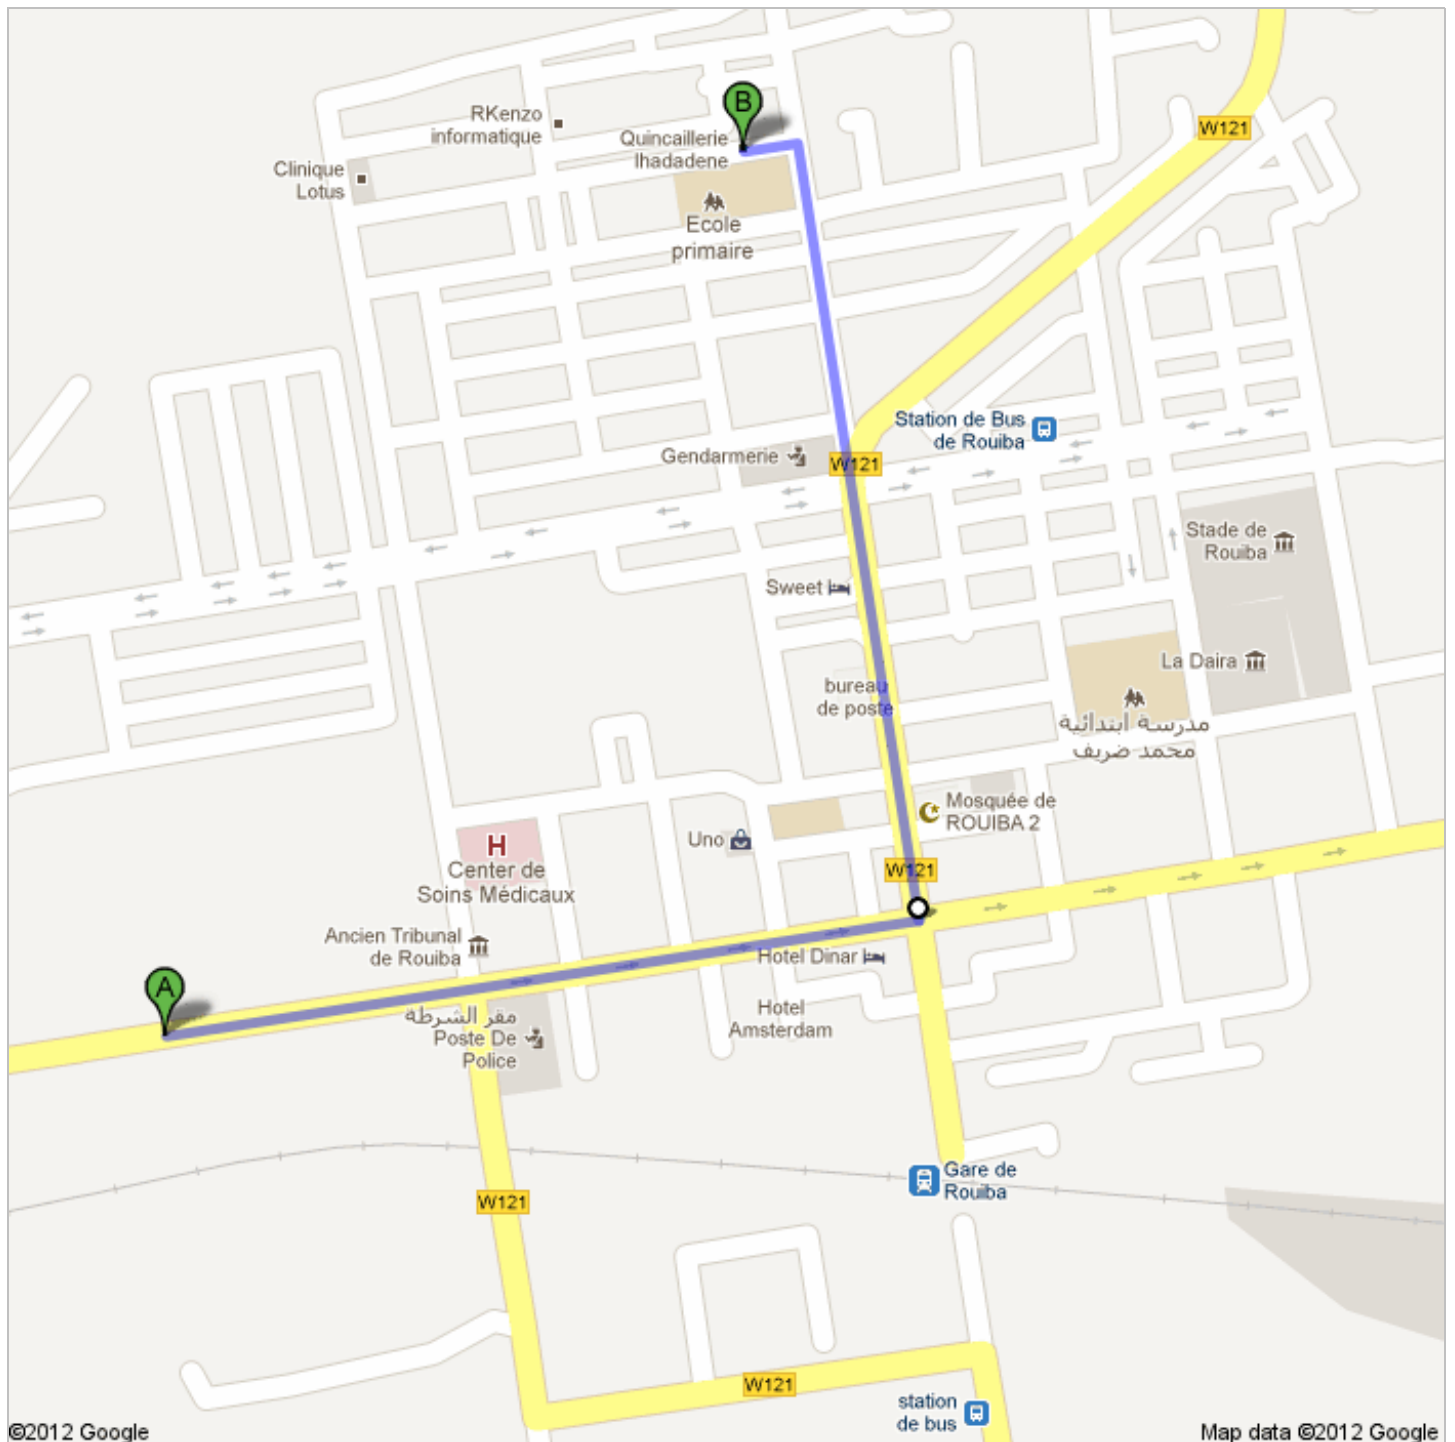 B
W121
RKenzo
informatique
Quincaillerie
Ihadadene
Clinique
Lotus
Ecole
primaire
Station de Bus
de Rouiba
Gendarmerie
W121
Stade de
Rouiba
Sweet
La Daira
bureau
de poste
مدرسة ابتدائية
محمد ضريف
Mosquée de
ROUIBA 2
Uno
H
Center de
Soins Médicaux
W121
Ancien Tribunal
de Rouiba
Hotel Dinar
A
Hotel
Amsterdam
مقر الشرطة
Poste De
Police
Gare de
Rouiba
W121
W121
station
de bus
©2012 Google
Map data ©2012 Google